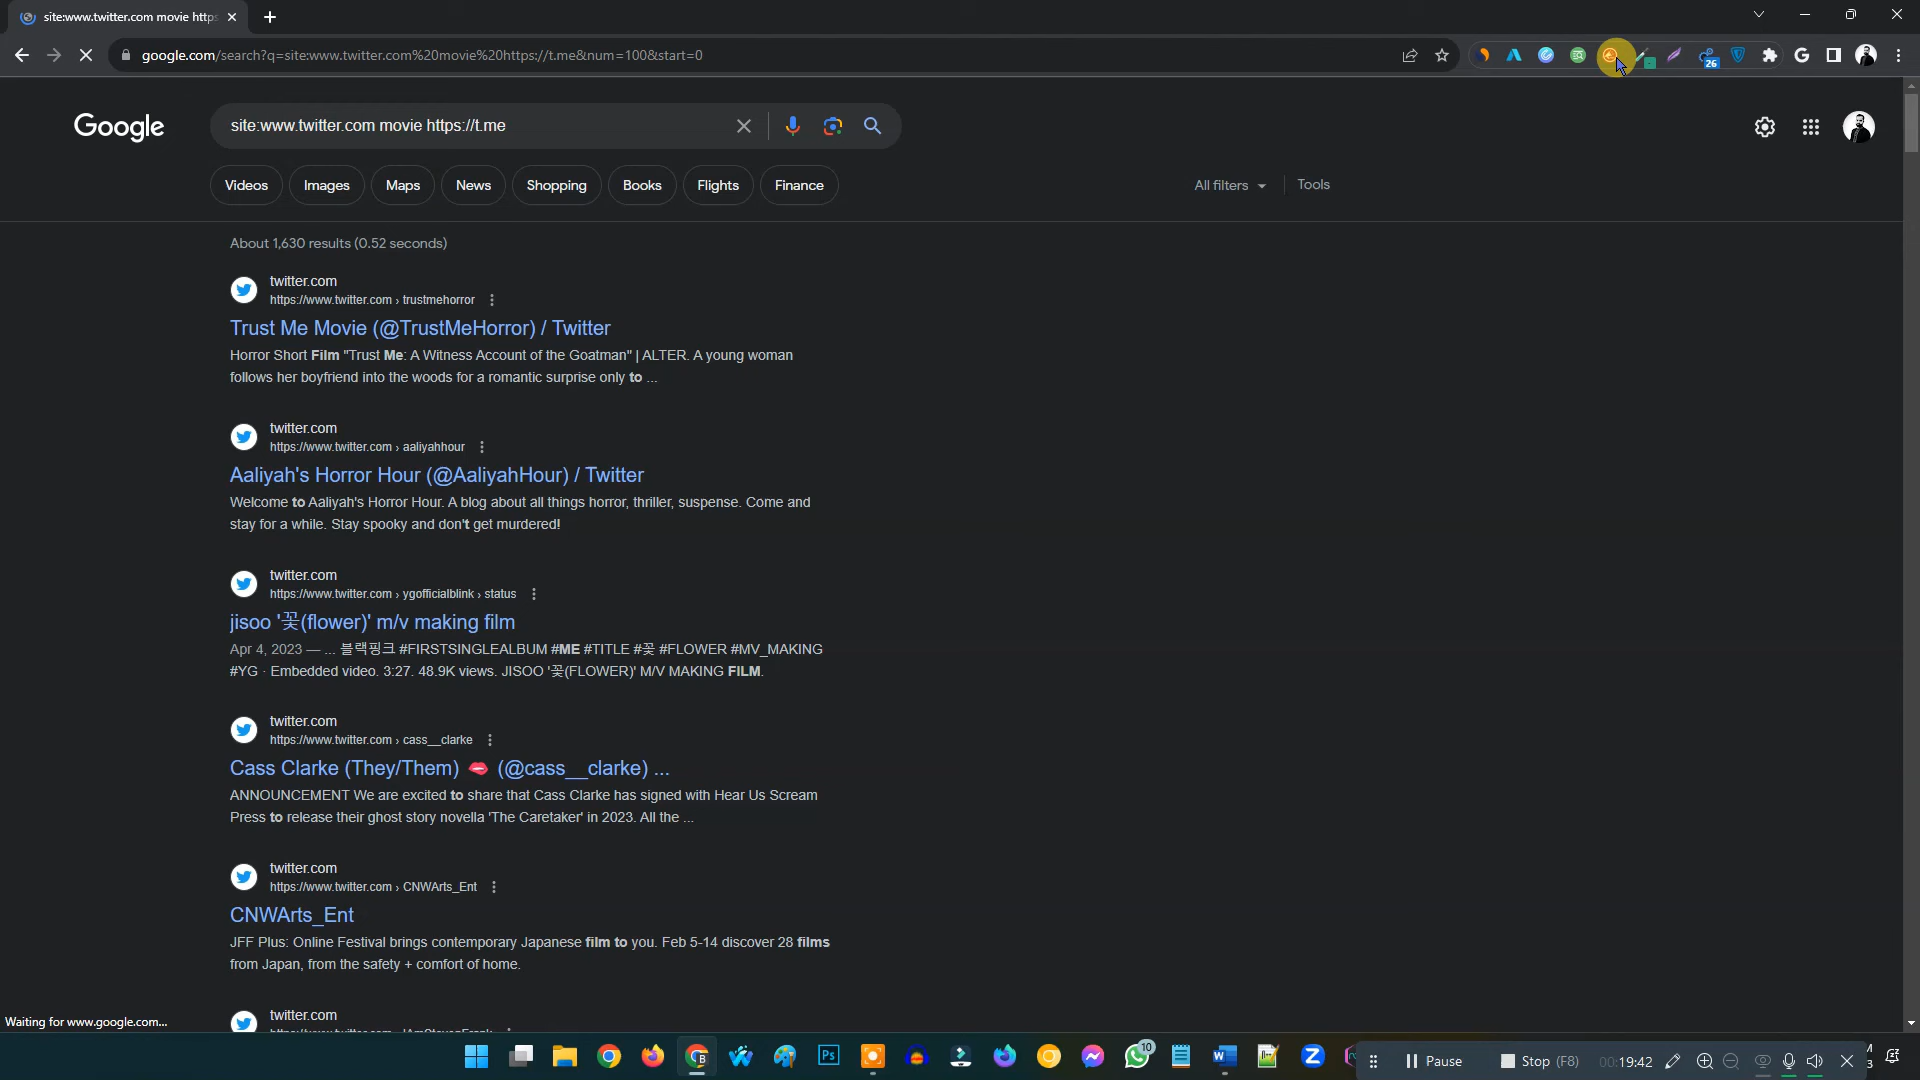 site:www.twitter.com movie https
google.com/search?q=site:www.twitter.com%20movie%20https://t.me&num=100&start=0
26
Google
site:www.twitter.com movie https://t.me
Videos
Images
Maps
News
Shopping
Books
Flights
Finance
All filters
Tools
About 1,630 results (0.52 seconds)
twitter.com
https://www.twitter.com › trustmehorror
Trust Me Movie (@TrustMeHorror) / Twitter
Horror Short Film "Trust Me: A Witness Account of the Goatman" | ALTER. A young woman
follows her boyfriend into the woods for a romantic surprise only to ...
twitter.com
https://www.twitter.com › aaliyahhour
Aaliyah's Horror Hour (@AaliyahHour) / Twitter
Welcome to Aaliyah's Horror Hour. A blog about all things horror, thriller, suspense. Come and
stay for a while. Stay spooky and don't get murdered!
twitter.com
https://www.twitter.com › ygofficialblink › status
jisoo '꽃(flower)' m/v making film
Apr 4, 2023 — ... 블랙핑크 #FIRSTSINGLEALBUM #ME #TITLE #꽃 #FLOWER #MV_MAKING
#YG · Embedded video. 3:27. 48.9K views. JISOO '꽃(FLOWER)' M/V MAKING FILM.
twitter.com
https://www.twitter.com › cass__clarke
Cass Clarke (They/Them) 🫦 (@cass__clarke) ...
ANNOUNCEMENT We are excited to share that Cass Clarke has signed with Hear Us Scream
Press to release their ghost story novella 'The Caretaker' in 2023. All the ...
twitter.com
https://www.twitter.com › CNWArts_Ent
CNWArts_Ent
JFF Plus: Online Festival brings contemporary Japanese film to you. Feb 5-14 discover 28 films
from Japan, from the safety + comfort of home.
twitter.com
Waiting for www.google.com...
Ps
10
Pause
Stop (F8)
00:19:42